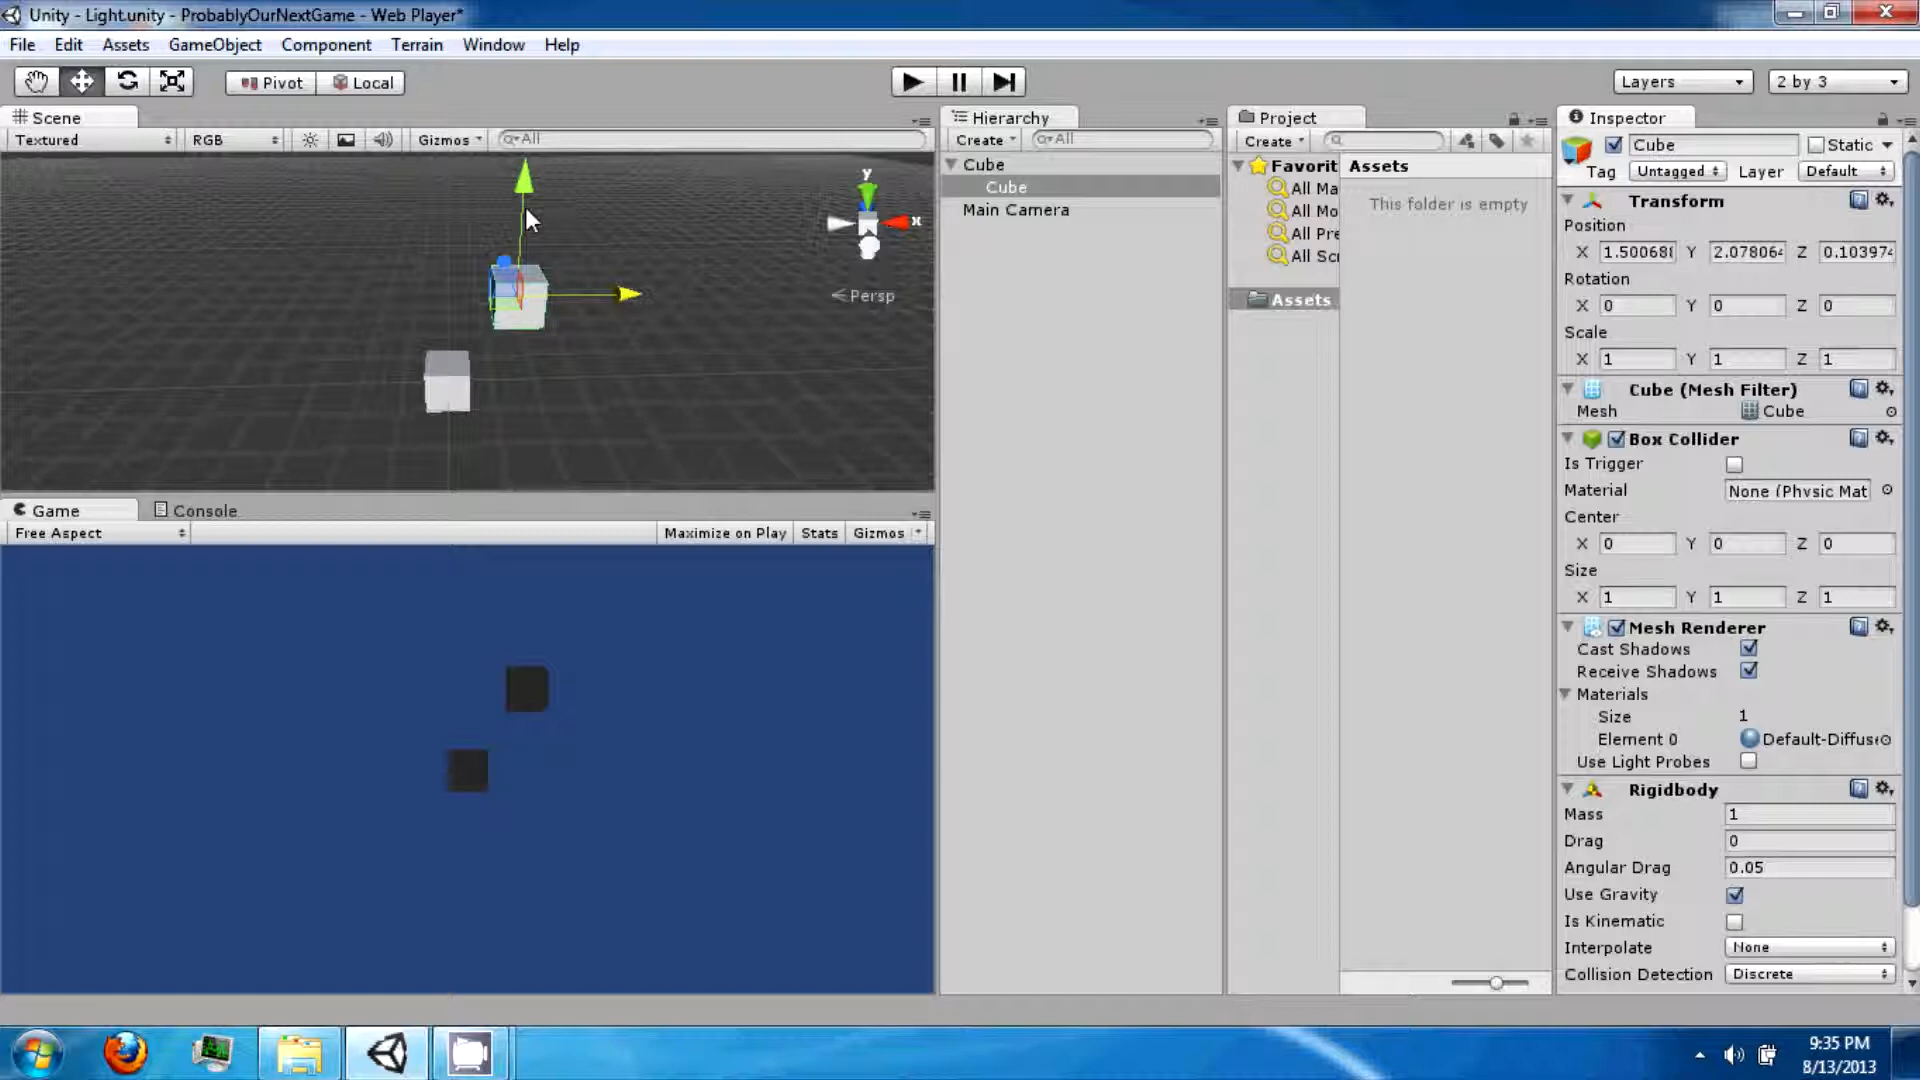 Unity - Light.unity - ProbablyOurNextGame - Web Player*
File Edit Assets GameObject Component Terrain Window Help
Pivot Local Layers 2 by 3
Scene
Textured RGB Gizmos All
y
x
Persp
Game Console
Free Aspect Maximize on Play Stats Gizmos
Hierarchy
Create All
Cube
Cube
Main Camera
Project
Create
Favorit
All Ma
All Mo
All Pre
All Scr
Assets
Assets
This folder is empty
Inspector
Cube Static
Tag Untagged Layer Default
Transform
Position
X 1.50068 Y 2.07806 Z 0.103974
Rotation
X 0 Y 0 Z 0
Scale
X 1 Y 1 Z 1
Cube (Mesh Filter)
Mesh Cube
Box Collider
Is Trigger
Material None (Physic Mat
Center
X 0 Y 0 Z 0
Size
X 1 Y 1 Z 1
Mesh Renderer
Cast Shadows
Receive Shadows
Materials
Size 1
Element 0 Default-Diffus
Use Light Probes
Rigidbody
Mass 1
Drag 0
Angular Drag 0.05
Use Gravity
Is Kinematic
Interpolate None
Collision Detection Discrete
9:35 PM
8/13/2013